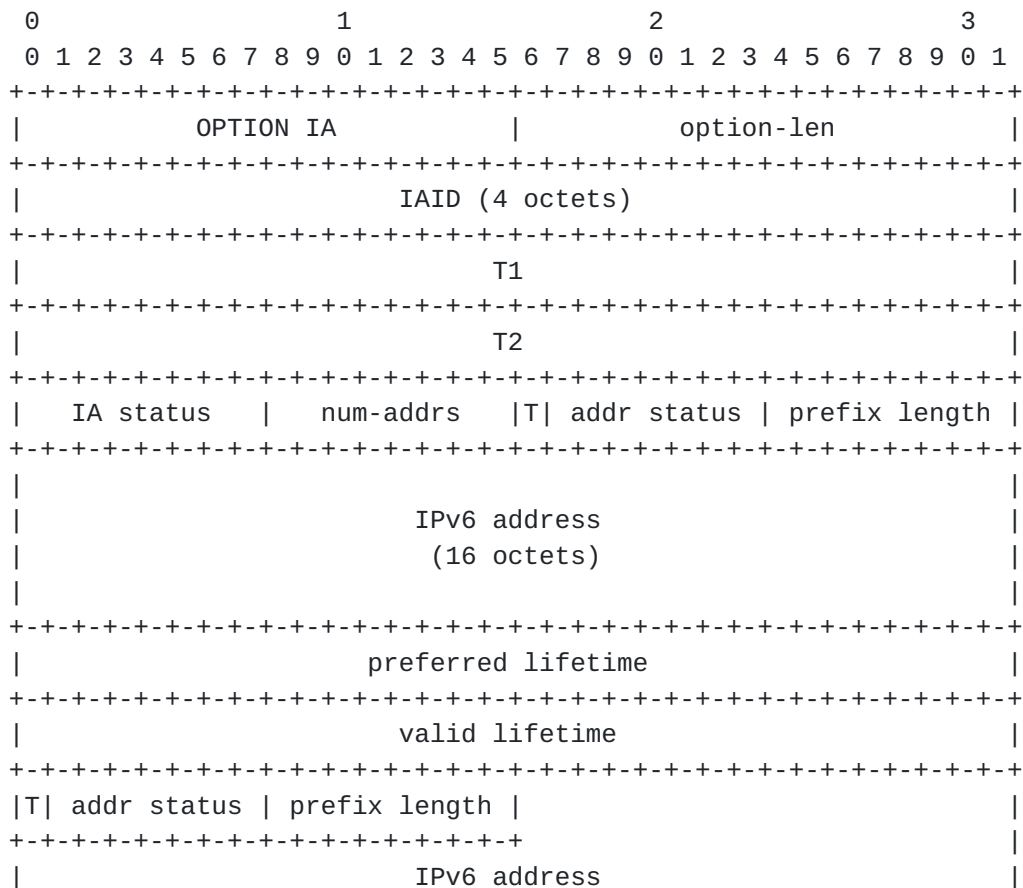 0                   1                   2                   3
 0 1 2 3 4 5 6 7 8 9 0 1 2 3 4 5 6 7 8 9 0 1 2 3 4 5 6 7 8 9 0 1
+-+-+-+-+-+-+-+-+-+-+-+-+-+-+-+-+-+-+-+-+-+-+-+-+-+-+-+-+-+-+-+-+
|           OPTION IA           |          option-len           |
+-+-+-+-+-+-+-+-+-+-+-+-+-+-+-+-+-+-+-+-+-+-+-+-+-+-+-+-+-+-+-+-+
|                        IAID (4 octets)                        |
+-+-+-+-+-+-+-+-+-+-+-+-+-+-+-+-+-+-+-+-+-+-+-+-+-+-+-+-+-+-+-+-+
|                              T1                               |
+-+-+-+-+-+-+-+-+-+-+-+-+-+-+-+-+-+-+-+-+-+-+-+-+-+-+-+-+-+-+-+-+
|                              T2                               |
+-+-+-+-+-+-+-+-+-+-+-+-+-+-+-+-+-+-+-+-+-+-+-+-+-+-+-+-+-+-+-+-+
|   IA status   |   num-addrs   |T| addr status | prefix length |
+-+-+-+-+-+-+-+-+-+-+-+-+-+-+-+-+-+-+-+-+-+-+-+-+-+-+-+-+-+-+-+-+
|                                                               |
|                         IPv6 address                          |
|                          (16 octets)                          |
|                                                               |
+-+-+-+-+-+-+-+-+-+-+-+-+-+-+-+-+-+-+-+-+-+-+-+-+-+-+-+-+-+-+-+-+
|                      preferred lifetime                       |
+-+-+-+-+-+-+-+-+-+-+-+-+-+-+-+-+-+-+-+-+-+-+-+-+-+-+-+-+-+-+-+-+
|                        valid lifetime                         |
+-+-+-+-+-+-+-+-+-+-+-+-+-+-+-+-+-+-+-+-+-+-+-+-+-+-+-+-+-+-+-+-+
|T| addr status | prefix length |                               |
+-+-+-+-+-+-+-+-+-+-+-+-+-+-+-+-+                               |
|                         IPv6 address                          |